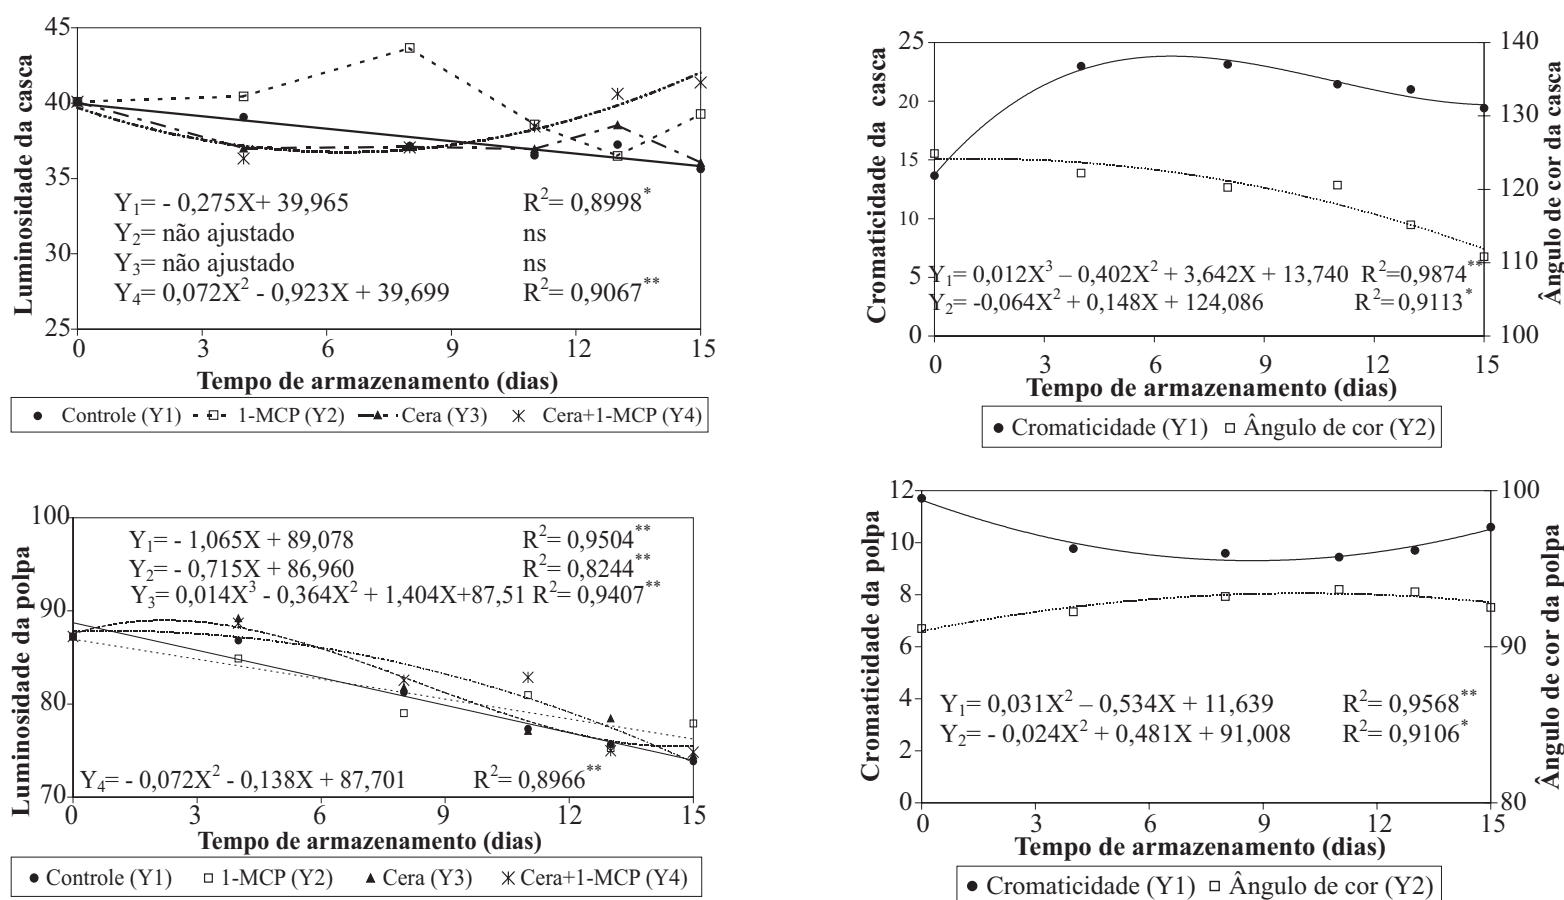 45
40
35
30
25
Luminosidade da casca
Y1= - 0,275X+ 39,965 R2= 0,8998*
Y2= não ajustado ns
Y3= não ajustado ns
Y4= 0,072X2 - 0,923X + 39,699 R2= 0,9067**
0 3 6 9 12 15
Tempo de armazenamento (dias)
Controle (Y1) 1-MCP (Y2) Cera (Y3) Cera+1-MCP (Y4)
25
20
15
10
5
0
Cromaticidade da casca
140
130
120
110
100
Ângulo de cor da casca
Y1= 0,012X3 – 0,402X2 + 3,642X + 13,740 R2=0,9874**
Y2= -0,064X2 + 0,148X + 124,086 R2=0,9113*
0 3 6 9 12 15
Tempo de armazenamento (dias)
Cromaticidade (Y1) Ângulo de cor (Y2)
100
90
80
70
Luminosidade da polpa
Y1= - 1,065X + 89,078 R2= 0,9504**
Y2= -0,715X + 86,960 R2= 0,8244**
Y3= 0,014X3 - 0,364X2 + 1,404X+87,51 R2= 0,9407**
Y4= - 0,072X2 - 0,138X + 87,701 R2= 0,8966**
0 3 6 9 12 15
Tempo de armazenamento (dias)
Controle (Y1) 1-MCP (Y2) Cera (Y3) Cera+1-MCP (Y4)
12
10
8
6
4
2
0
Cromaticidade da polpa
100
90
80
Ângulo de cor da polpa
Y1= 0,031X2 – 0,534X + 11,639 R2= 0,9568**
Y2= - 0,024X2 + 0,481X + 91,008 R2= 0,9106*
0 3 6 9 12 15
Tempo de armazenamento (dias)
Cromaticidade (Y1) Ângulo de cor (Y2)